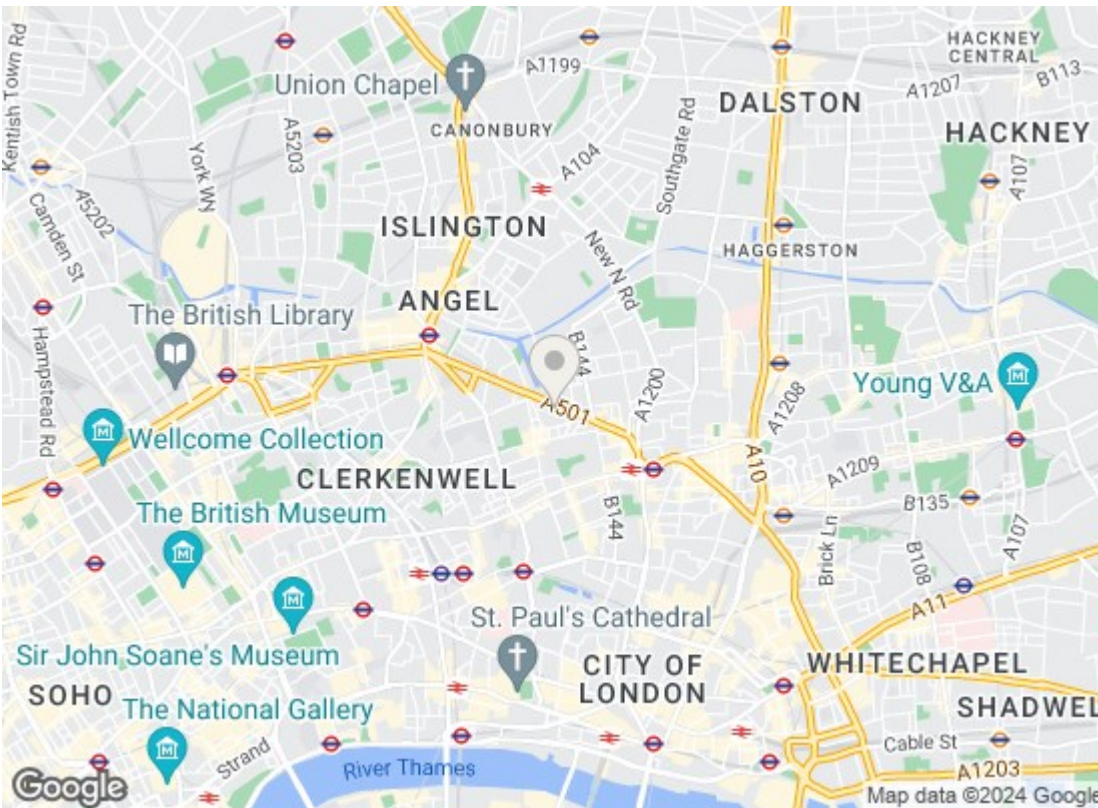 Kentish Town Rd
Union Chapel
A1199
HACKNEY
CENTRAL
B113
A1207
DALSTON
CANONBURY
A5203
York Wy
A104
Southgate Rd
HACKNEY
A107
A5202
Camden St
ISLINGTON
New N Rd
HAGGERSTON
ANGEL
The British Library
Hampstead Rd
B144
A1200
A501
A1208
Young V&A
Wellcome Collection
CLERKENWELL
A10
A1209
The British Museum
B144
B135
Brick Ln
B108
A107
A11
St. Paul's Cathedral
Sir John Soane's Museum
CITY OF
LONDON
WHITECHAPEL
SOHO
The National Gallery
SHADWEL
Strand
River Thames
Cable St
A1203
Google
Map data ©2024 Google